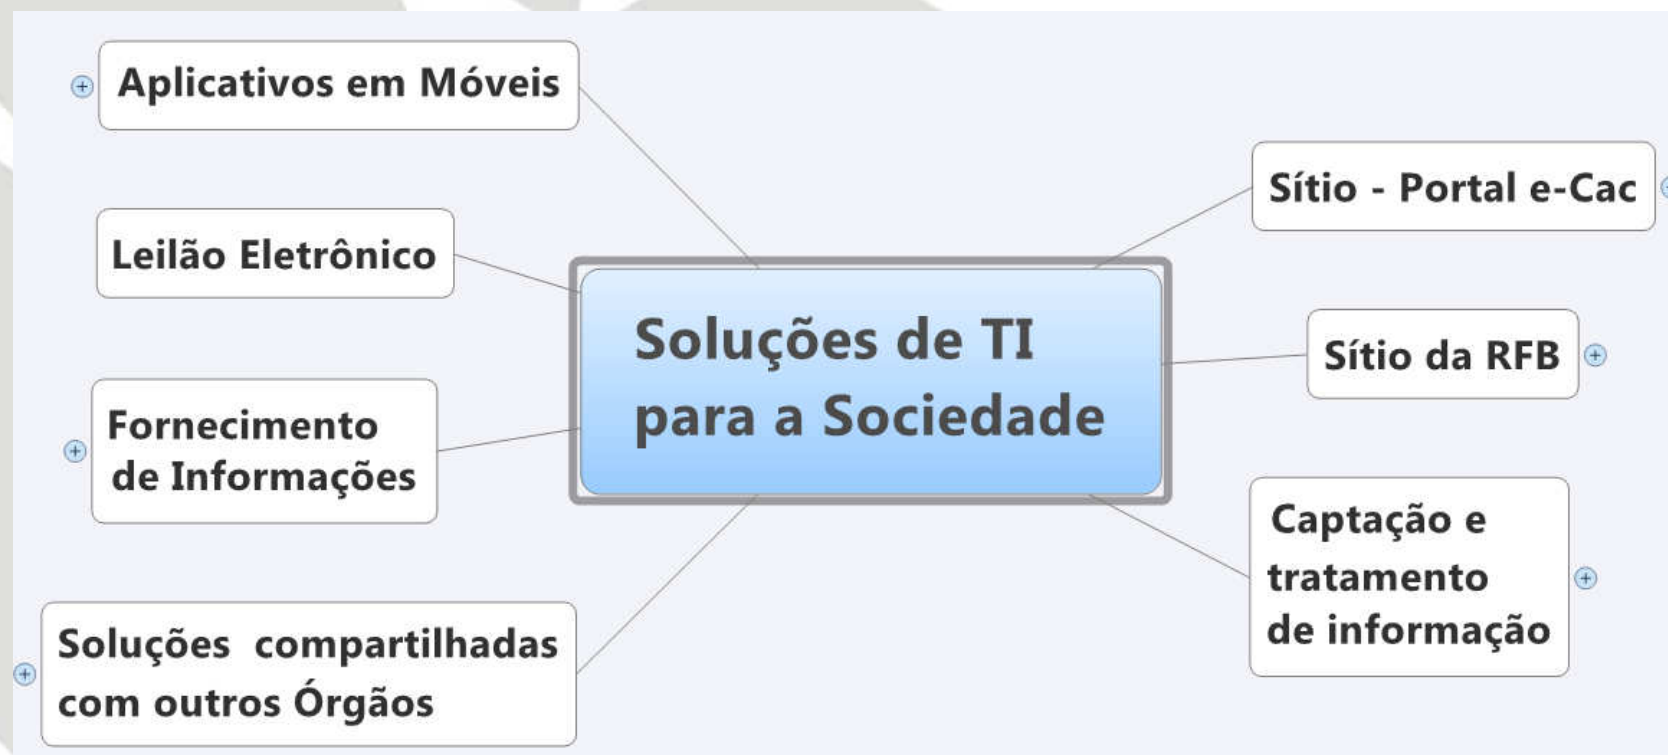 Aplicativos em Móveis
Leilão Eletrônico
Fornecimento
de Informações
Soluções compartilhadas
com outros Órgãos
Soluções de TI
para a Sociedade
Sítio - Portal e-Cac
Sítio da RFB
Captação e
tratamento
de informação